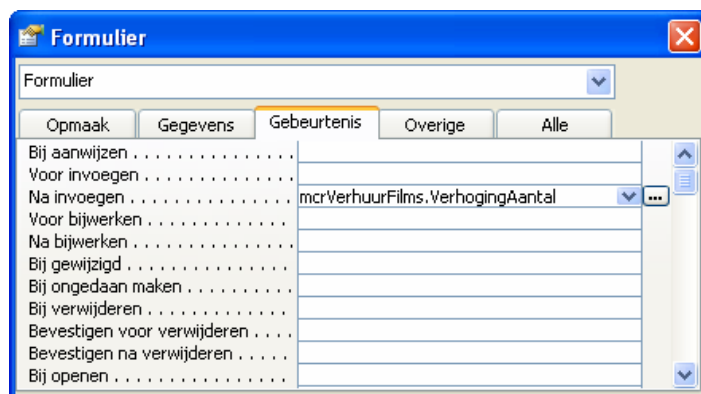 Formulier
Formulier
Opmaak Gegevens Gebeurtenis Overige Alle
Bij aanwijzen . . . . . . . . . . . . . . .
Voor invoegen . . . . . . . . . . . . . .
Na invoegen . . . . . . . . . . . . . . . . mcrVerhuurFilms.VerhogingAantal ...
Voor bijwerken . . . . . . . . . . . . . .
Na bijwerken . . . . . . . . . . . . . . .
Bij gewijzigd . . . . . . . . . . . . . . . .
Bij ongedaan maken . . . . . . . . . .
Bij verwijderen . . . . . . . . . . . . . .
Bevestigen voor verwijderen . . . .
Bevestigen na verwijderen . . . . .
Bij openen . . . . . . . . . . . . . . . . .